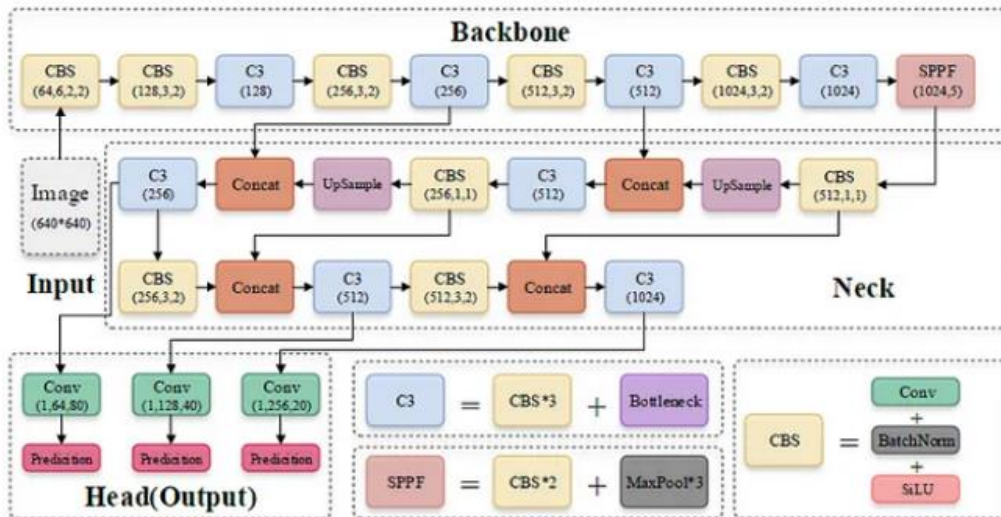 Backbone
CBS
(64,6,2,2)
CBS
(128,3,2)
C3
(128)
CBS
(256,3,2)
C3
(256)
CBS
(512,3,2)
C3
(512)
CBS
(1024,3,2)
C3
(1024)
SPPF
(1024,5)
Image
(640*640)
Input
C3
(256)
Concat
UpSample
CBS
(256,1,1)
C3
(512)
Concat
UpSample
CBS
(512,1,1)
CBS
(256,3,2)
Concat
C3
(512)
CBS
(512,3,2)
Concat
C3
(1024)
Neck
Conv
(1,64,80)
Conv
(1,128,40)
Conv
(1,256,20)
Predicition
Predicition
Predicition
Head(Output)
C3 = CBS*3 + Bottleneck
SPPF = CBS*2 + MaxPool*3
CBS =
Conv
+
BatchNorm
+
SiLU